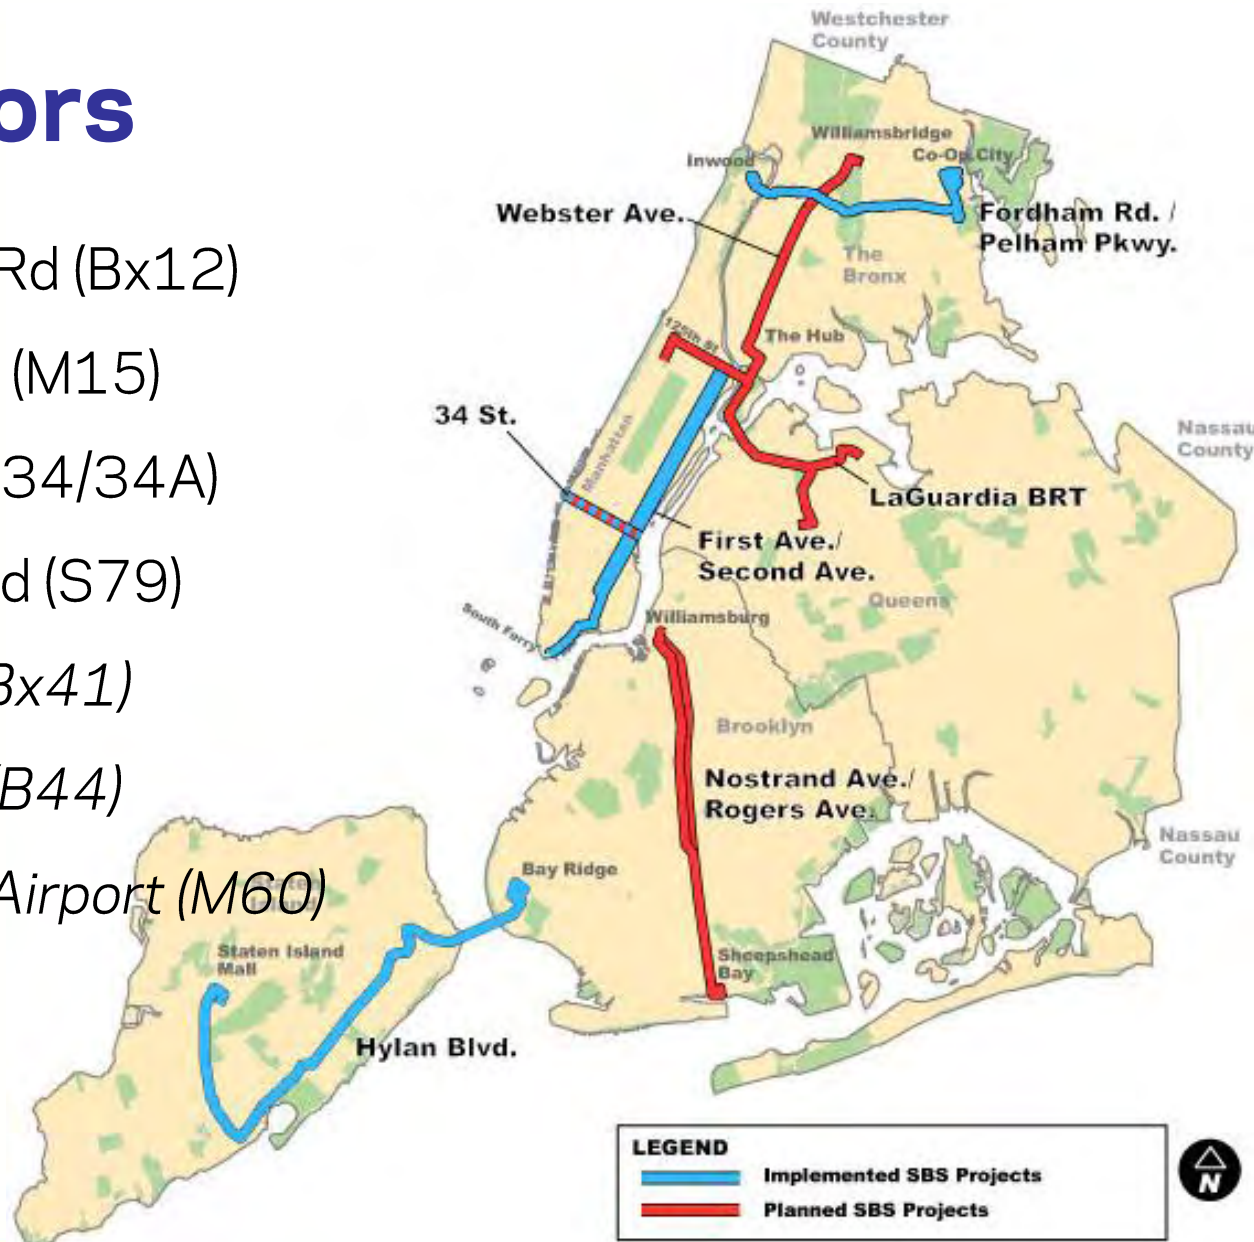 ors
Rd (Bx12)
(M15)
34/34A)
d (S79)
Bx41)
(B44)
Airport (M60)
Westchester
County
Williamsbridge
Inwood
Co-Op City
Webster Ave.
Fordham Rd. /
Pelham Pkwy.
The
Bronx
125th St
The Hub
34 St.
Manhattan
Nassau
County
LaGuardia BRT
First Ave./
Second Ave.
Queens
South Ferry
Williamsburg
Brooklyn
Nostrand Ave./
Rogers Ave.
Nassau
County
Bay Ridge
Staten
Island
Staten Island
Mall
Sheepshead
Bay
Hylan Blvd.
LEGEND
Implemented SBS Projects
Planned SBS Projects
N